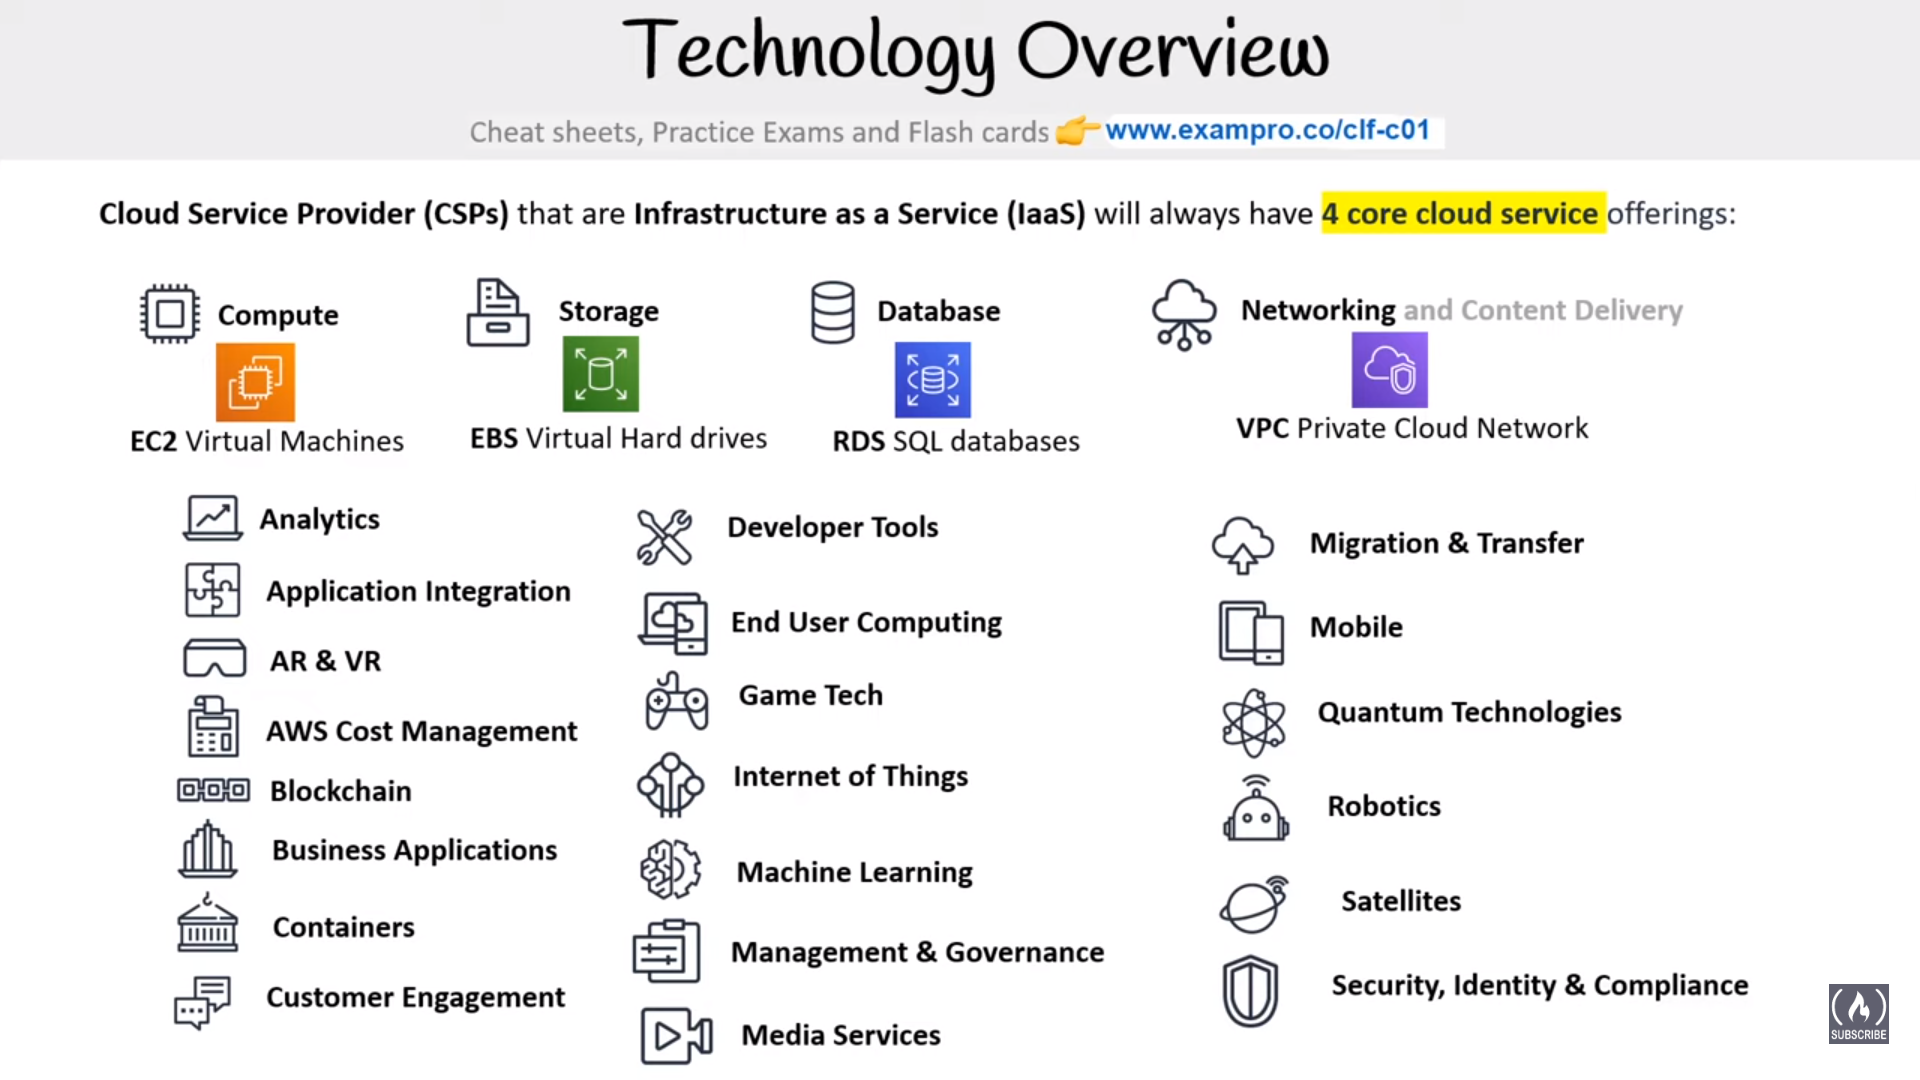 Technology Overview
Cheat sheets, Practice Exams and Flash cards 👉 www.exampro.co/clf-c01
Cloud Service Provider (CSPs) that are Infrastructure as a Service (IaaS) will always have 4 core cloud service offerings:
Compute
EC2 Virtual Machines
Storage
EBS Virtual Hard drives
Database
RDS SQL databases
Networking and Content Delivery
VPC Private Cloud Network
Analytics
Application Integration
AR & VR
AWS Cost Management
Blockchain
Business Applications
Containers
Customer Engagement
Developer Tools
End User Computing
Game Tech
Internet of Things
Machine Learning
Management & Governance
Media Services
Migration & Transfer
Mobile
Quantum Technologies
Robotics
Satellites
Security, Identity & Compliance
SUBSCRIBE